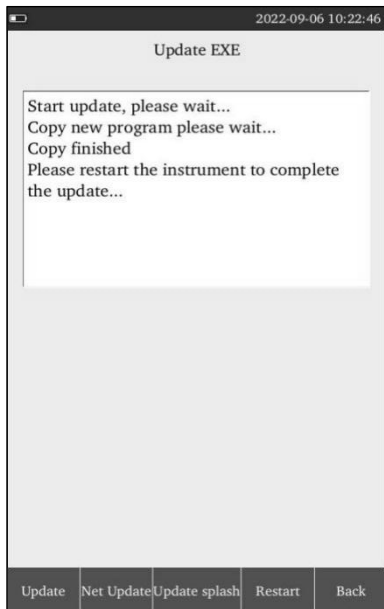 2022-09-06 10:22:46
Update EXE
Start update, please wait...
Copy new program please wait...
Copy finished
Please restart the instrument to complete
the update...
Update Net Update Update splash Restart Back